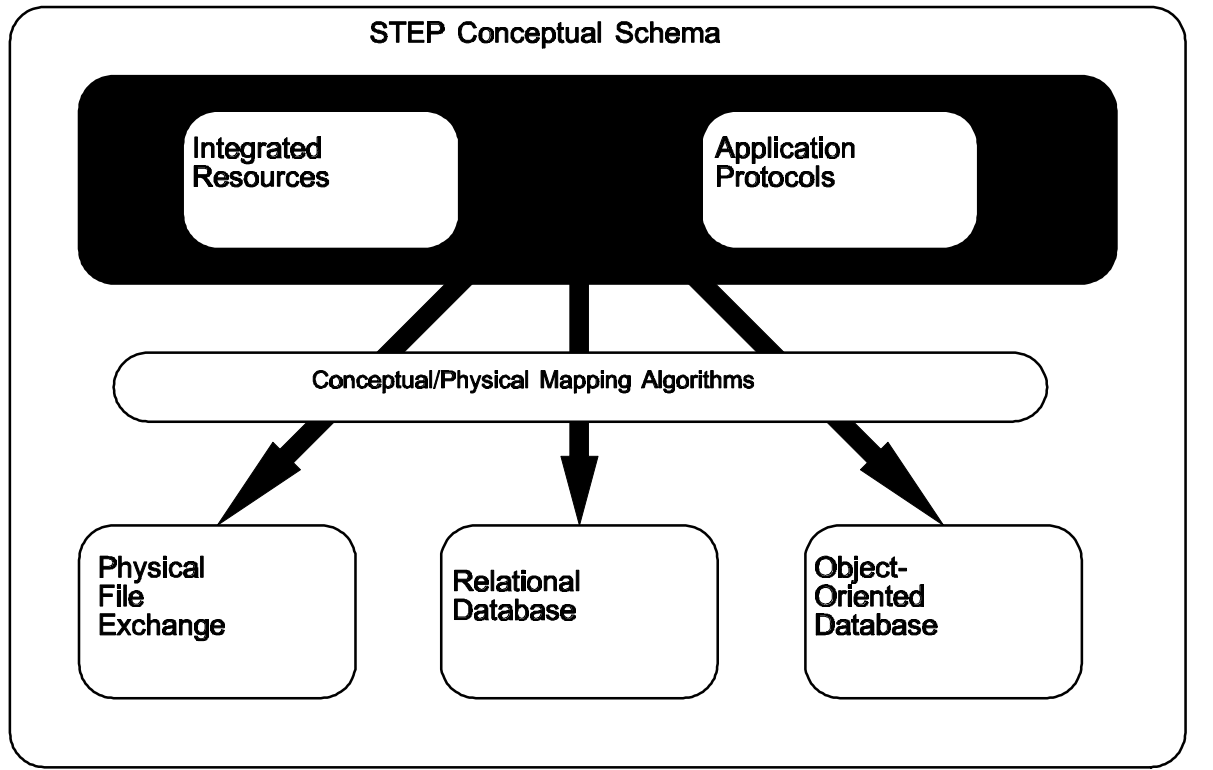 STEP Conceptual Schema
Integrated
Resources
Application
Protocols
Conceptual/Physical Mapping Algorithms
Physical
File
Exchange
Relational
Database
Object-
Oriented
Database